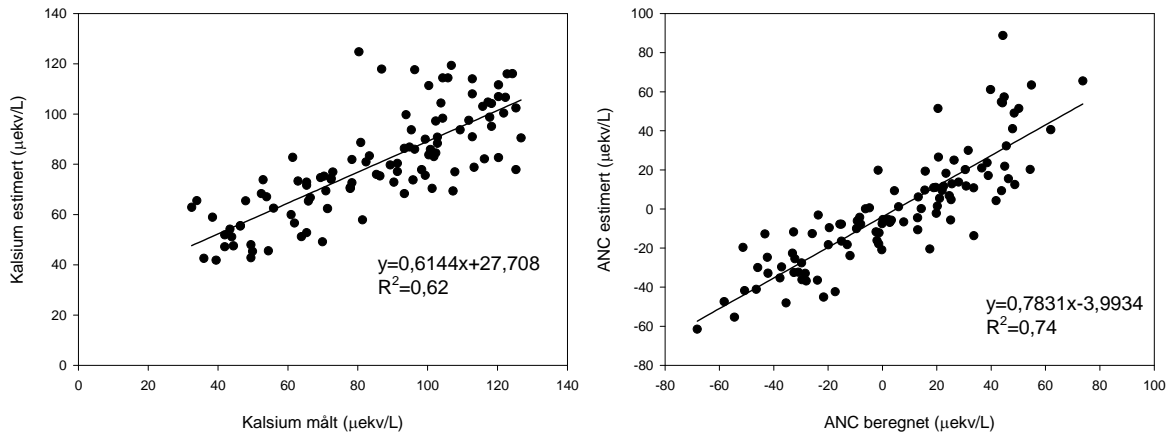 140
120
100
80
60
40
20
0
Kalsium estimert (μekv/L)
y=0,6144x+27,708
R²=0,62
0 20 40 60 80 100 120 140
Kalsium målt (μekv/L)
100
80
60
40
20
0
-20
-40
-60
-80
ANC estimert (μekv/L)
y=0,7831x-3,9934
R²=0,74
-80 -60 -40 -20 0 20 40 60 80 100
ANC beregnet (μekv/L)